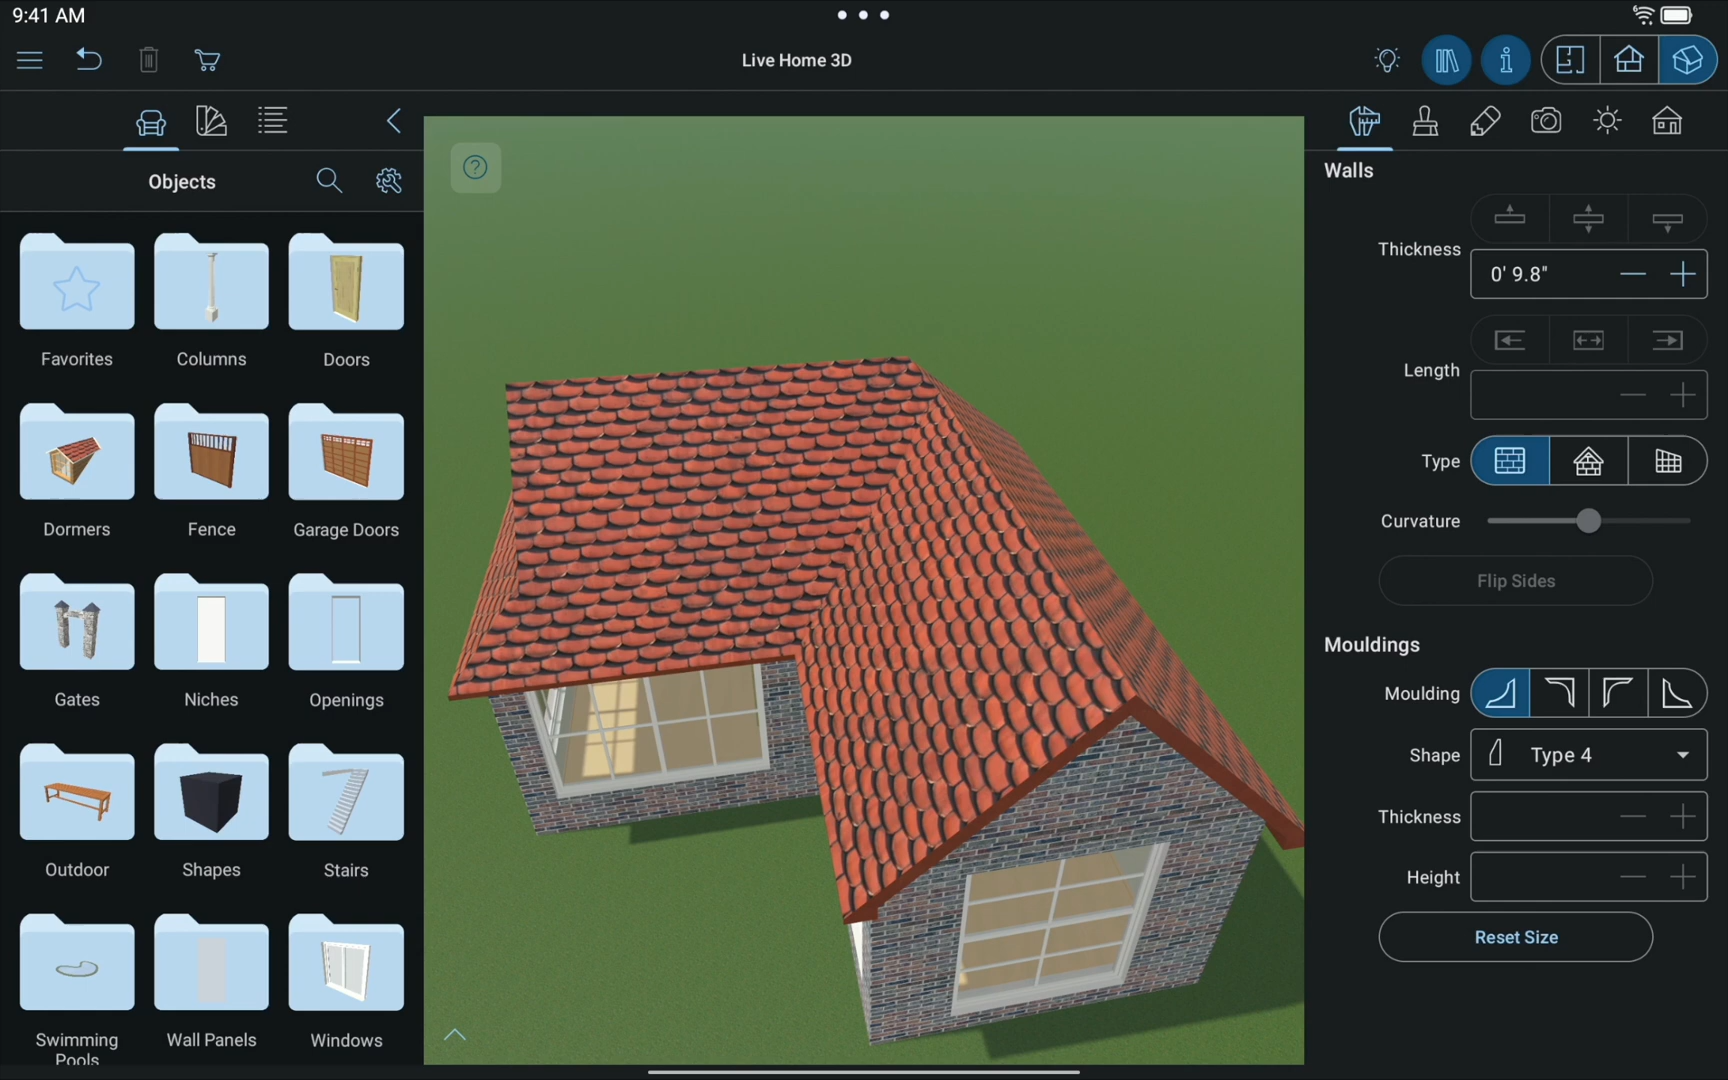 9:41 AM
Live Home 3D
Objects
Favorites
Columns
Doors
Dormers
Fence
Garage Doors
Gates
Niches
Openings
Outdoor
Shapes
Stairs
Swimming
Pools
Wall Panels
Windows
?
Walls
Thickness
0' 9.8"
Length
Type
Curvature
Flip Sides
Mouldings
Moulding
Shape
Type 4
Thickness
Height
Reset Size